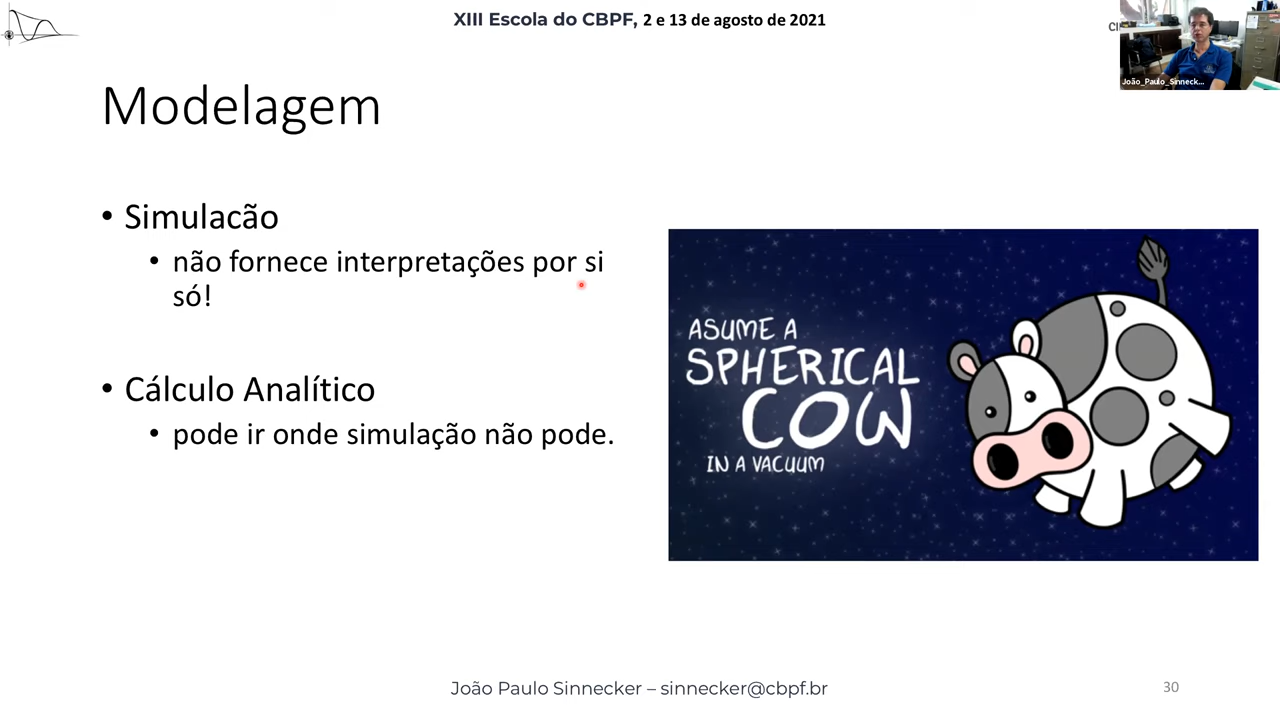 XIII Escola do CBPF, 2 e 13 de agosto de 2021
João_Paulo_Sinneck...
Modelagem
• Simulacão
• não fornece interpretações por si
só!
• Cálculo Analítico
• pode ir onde simulação não pode.
ASUME A
SPHERICAL
COW
IN A VACUUM
João Paulo Sinnecker – sinnecker@cbpf.br
30